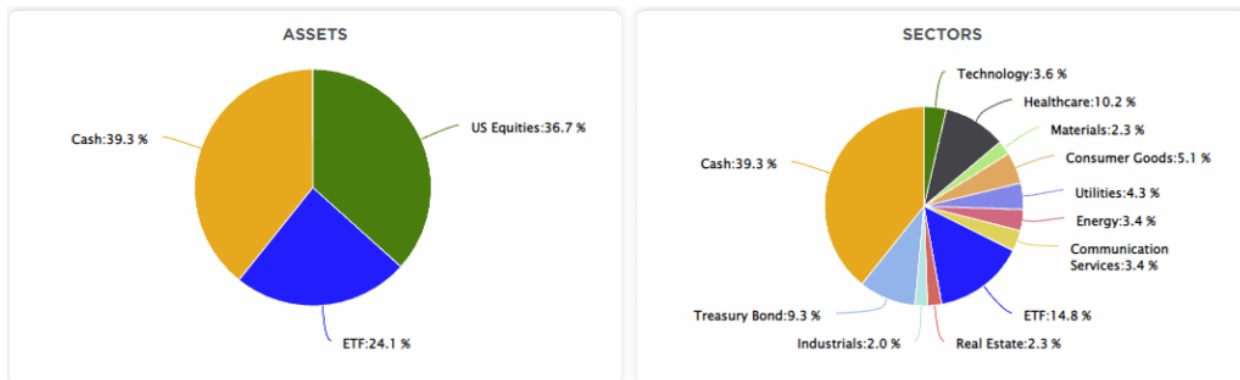 ASSETS
Cash:39.3 %
US Equities:36.7 %
ETF:24.1 %
SECTORS
Technology:3.6 %
Healthcare:10.2 %
Materials:2.3 %
Consumer Goods:5.1 %
Cash:39.3 %
Utilities:4.3 %
Energy:3.4 %
Communication
Services:3.4 %
Treasury Bond:9.3 %
ETF:14.8 %
Industrials:2.0 %
Real Estate:2.3 %